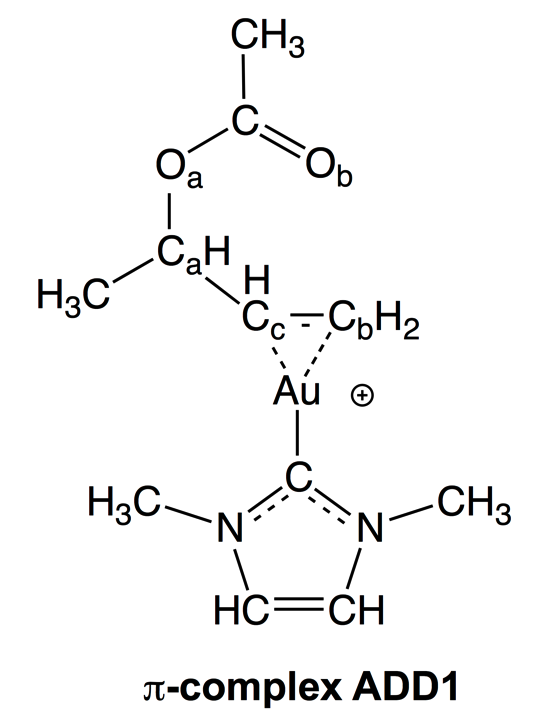 CH3
C
Oa Ob
CaH
H3C H
Cc CbH2
Au ⊕
C
H3C N N CH3
HC CH
π-complex ADD1